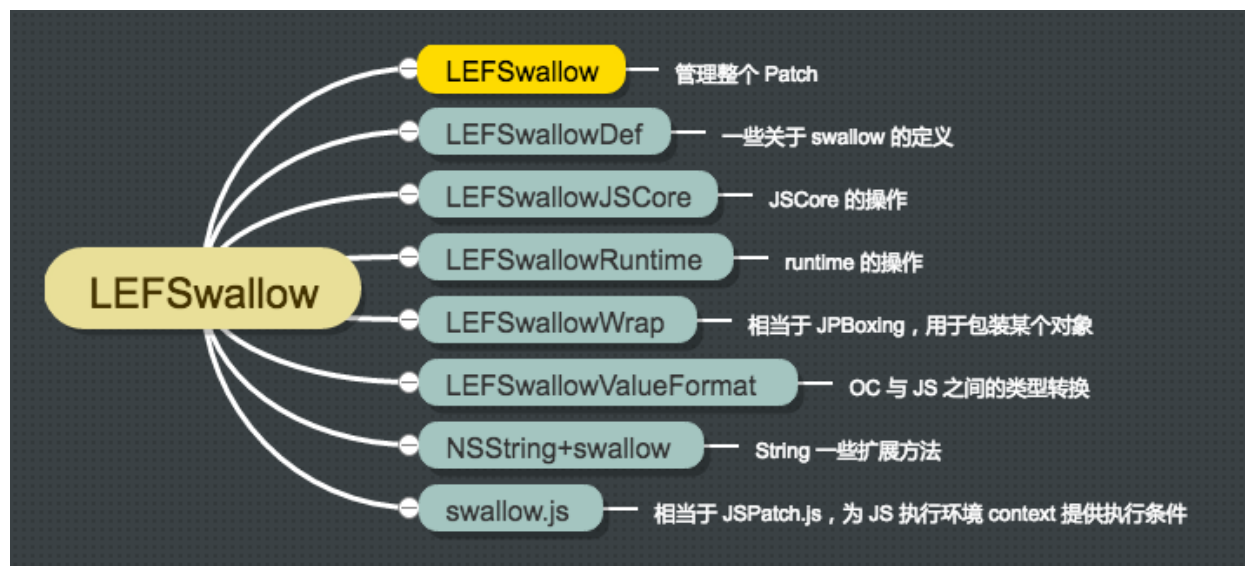 LEFSwallow
LEFSwallow 管理整个 Patch
LEFSwallowDef 一些关于 swallow 的定义
LEFSwallowJSCore JSCore 的操作
LEFSwallowRuntime runtime 的操作
LEFSwallowWrap 相当于 JPBoxing，用于包装某个对象
LEFSwallowValueFormat OC 与 JS 之间的类型转换
NSString+swallow String 一些扩展方法
swallow.js 相当于 JSPatch.js，为 JS 执行环境 context 提供执行条件